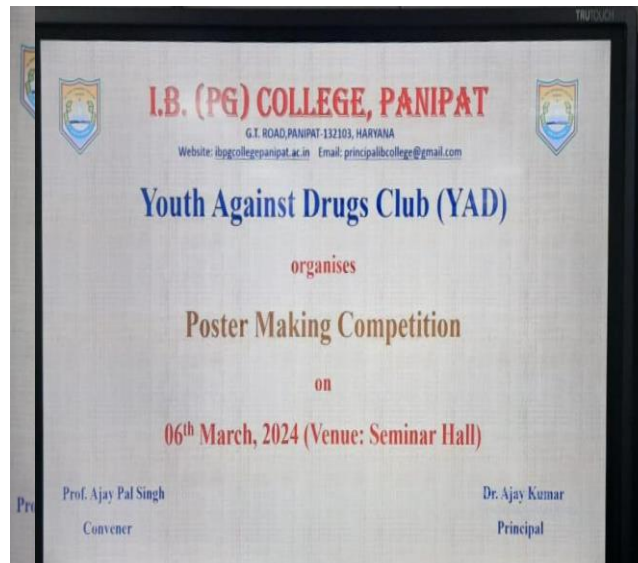 TRUTOUCH
I.B. (PG) COLLEGE, PANIPAT
G.T. ROAD,PANIPAT-132103, HARYANA
Website: ibpgcollegepanipat.ac.in Email: principalibcollege@gmail.com
Youth Against Drugs Club (YAD)
organises
Poster Making Competition
on
06th March, 2024 (Venue: Seminar Hall)
Prof. Ajay Pal Singh Dr. Ajay Kumar
Pro
Convener Principal